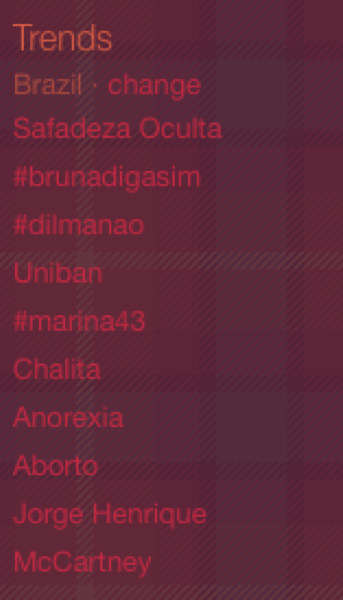 Trends
Brazil · change
Safadeza Oculta
#brunadigasim
#dilmanao
Uniban
#marina43
Chalita
Anorexia
Aborto
Jorge Henrique
McCartney